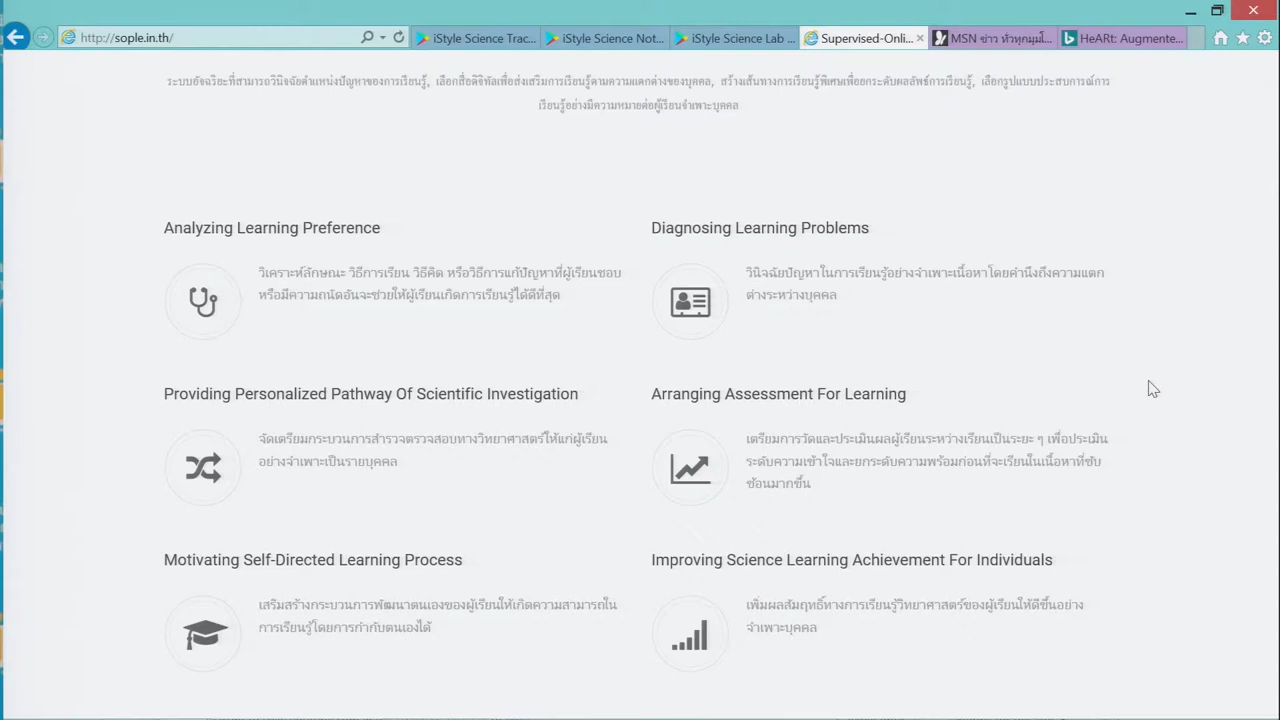 http://sople.in.th/
iStyle Science Trac...
iStyle Science Not...
iStyle Science Lab ...
Supervised-Onli...
MSN ข่าว ทั่วทุกมุมโ...
HeARt: Augmente...
ระบบอัจฉริยะที่สามารถวินิจฉัยตำแหน่งปัญหาของการเรียนรู้, เลือกสื่อดิจิทัลเพื่อส่งเสริมการเรียนรู้ตามความแตกต่างของบุคคล, สร้างเส้นทางการเรียนรู้พิเศษเพื่อยกระดับผลลัพธ์การเรียนรู้, เลือกรูปแบบประสบการณ์การ
เรียนรู้อย่างมีความหมายต่อผู้เรียนจำเพาะบุคคล
Analyzing Learning Preference
วิเคราะห์ลักษณะ วิธีการเรียน วิธีคิด หรือวิธีการแก้ปัญหาที่ผู้เรียนชอบ
หรือมีความถนัดอันจะช่วยให้ผู้เรียนเกิดการเรียนรู้ได้ดีที่สุด
Diagnosing Learning Problems
วินิจฉัยปัญหาในการเรียนรู้อย่างจำเพาะเนื้อหาโดยคำนึงถึงความแตก
ต่างระหว่างบุคคล
Providing Personalized Pathway Of Scientific Investigation
จัดเตรียมกระบวนการสำรวจตรวจสอบทางวิทยาศาสตร์ให้แก่ผู้เรียน
อย่างจำเพาะเป็นรายบุคคล
Arranging Assessment For Learning
เตรียมการวัดและประเมินผลผู้เรียนระหว่างเรียนเป็นระยะ ๆ เพื่อประเมิน
ระดับความเข้าใจและยกระดับความพร้อมก่อนที่จะเรียนในเนื้อหาที่ซับ
ซ้อนมากขึ้น
Motivating Self-Directed Learning Process
เสริมสร้างกระบวนการพัฒนาตนเองของผู้เรียนให้เกิดความสามารถใน
การเรียนรู้โดยการกำกับตนเองได้
Improving Science Learning Achievement For Individuals
เพิ่มผลสัมฤทธิ์ทางการเรียนรู้วิทยาศาสตร์ของผู้เรียนให้ดีขึ้นอย่าง
จำเพาะบุคคล